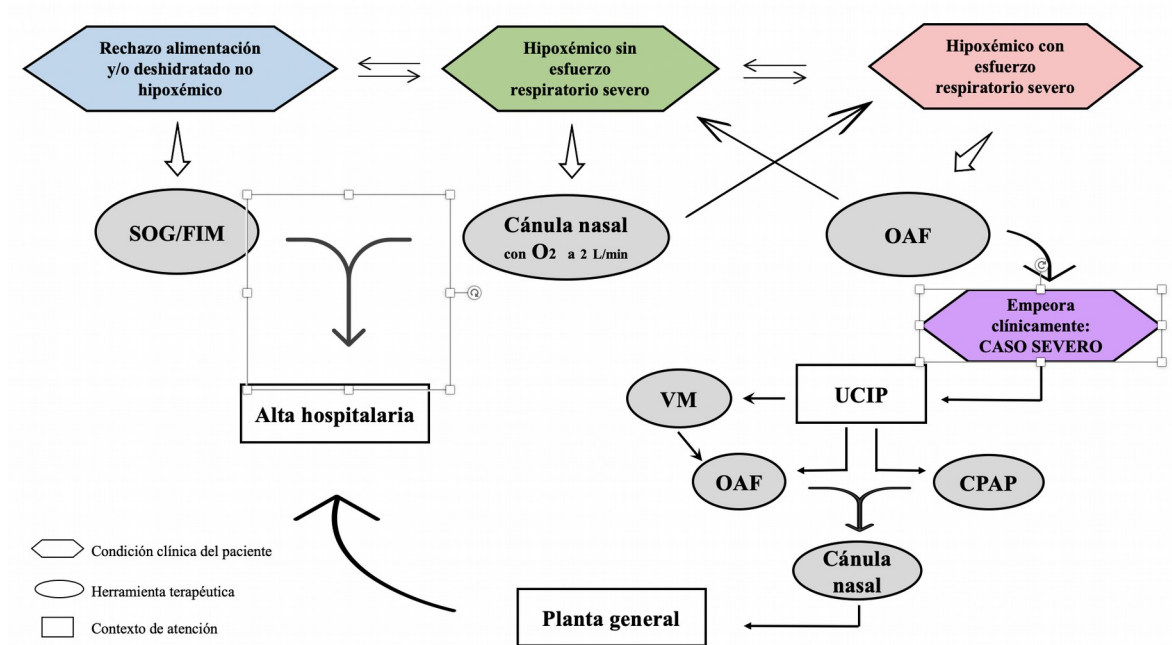 Rechazo alimentación
y/o deshidratado no
hipoxémico
Hipoxémico sin
esfuerzo
respiratorio severo
Hipoxémico con
esfuerzo
respiratorio severo
SOG/FIM
Cánula nasal
con O2 a 2 L/min
OAF
Empeora
clínicamente:
CASO SEVERO
Alta hospitalaria
VM
UCIP
OAF
CPAP
Cánula
nasal
Planta general
Condición clínica del paciente
Herramienta terapéutica
Contexto de atención